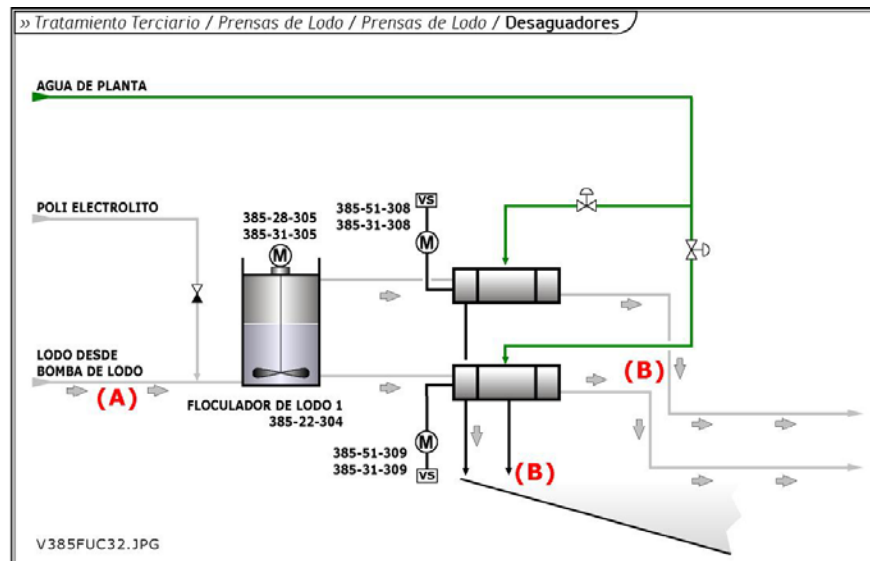 » Tratamiento Terciario / Prensas de Lodo / Prensas de Lodo / Desaguadores
AGUA DE PLANTA
POLI ELECTROLITO
385-28-305
385-31-305
M
VS
385-51-308
385-31-308
M
LODO DESDE
BOMBA DE LODO
(A)
(B)
FLOCULADOR DE LODO 1
385-22-304
385-51-309
385-31-309
M
VS
(B)
V385FUC32.JPG